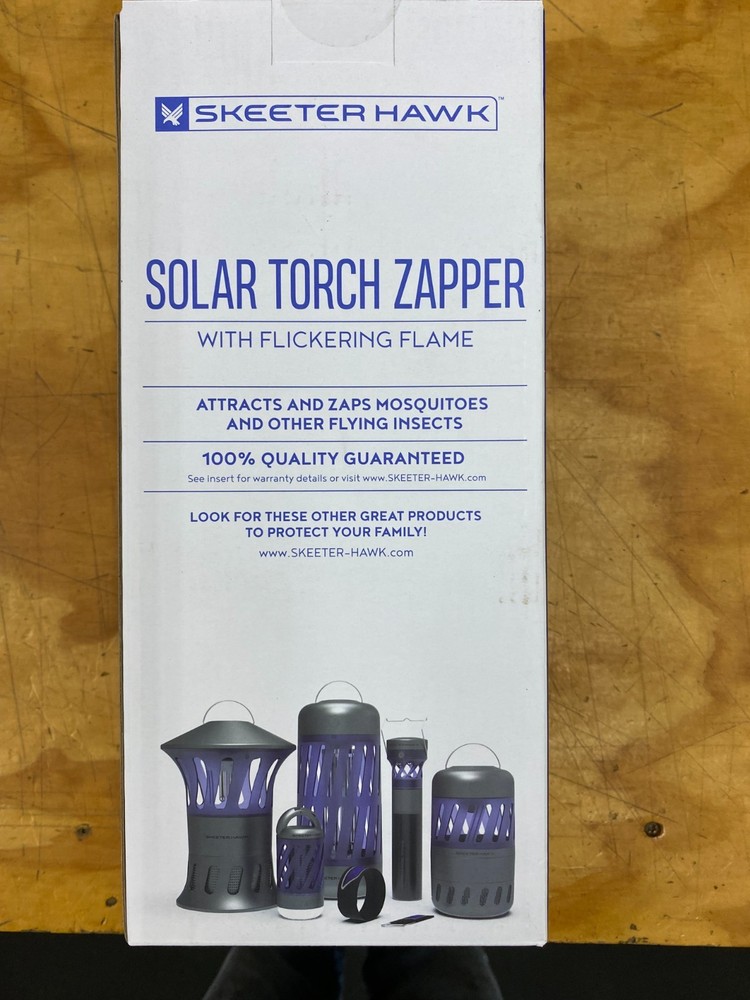 SKEETER HAWK™
SOLAR TORCH ZAPPER
WITH FLICKERING FLAME
ATTRACTS AND ZAPS MOSQUITOES
AND OTHER FLYING INSECTS
100% QUALITY GUARANTEED
See insert for warranty details or visit www.SKEETER-HAWK.com
LOOK FOR THESE OTHER GREAT PRODUCTS
TO PROTECT YOUR FAMILY!
www.SKEETER-HAWK.com